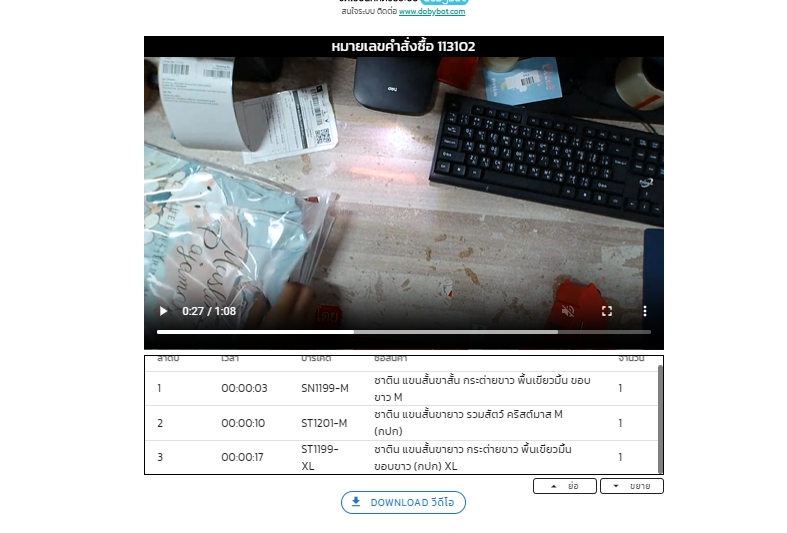 สนใจระบบ ติดต่อ www.dobybot.com
หมายเลขคำสั่งซื้อ 113102
deli
0:27 / 1:08
ลำดับ เวลา บาร์โค้ด ชื่อสินค้า จำนวน
1 00:00:03 SN1199-M ซาติน แขนสั้นขาสั้น กระต่ายขาว พื้นเขียวมิ้น ขอบ
ขาว M 1
2 00:00:10 ST1201-M ซาติน แขนสั้นขายาว รวมสัตว์ คริสต์มาส M
(กปก) 1
3 00:00:17 ST1199-
XL ซาติน แขนสั้นขายาว กระต่ายขาว พื้นเขียวมิ้น
ขอบขาว (กปก) XL 1
ย่อ ขยาย
DOWNLOAD วีดีโอ